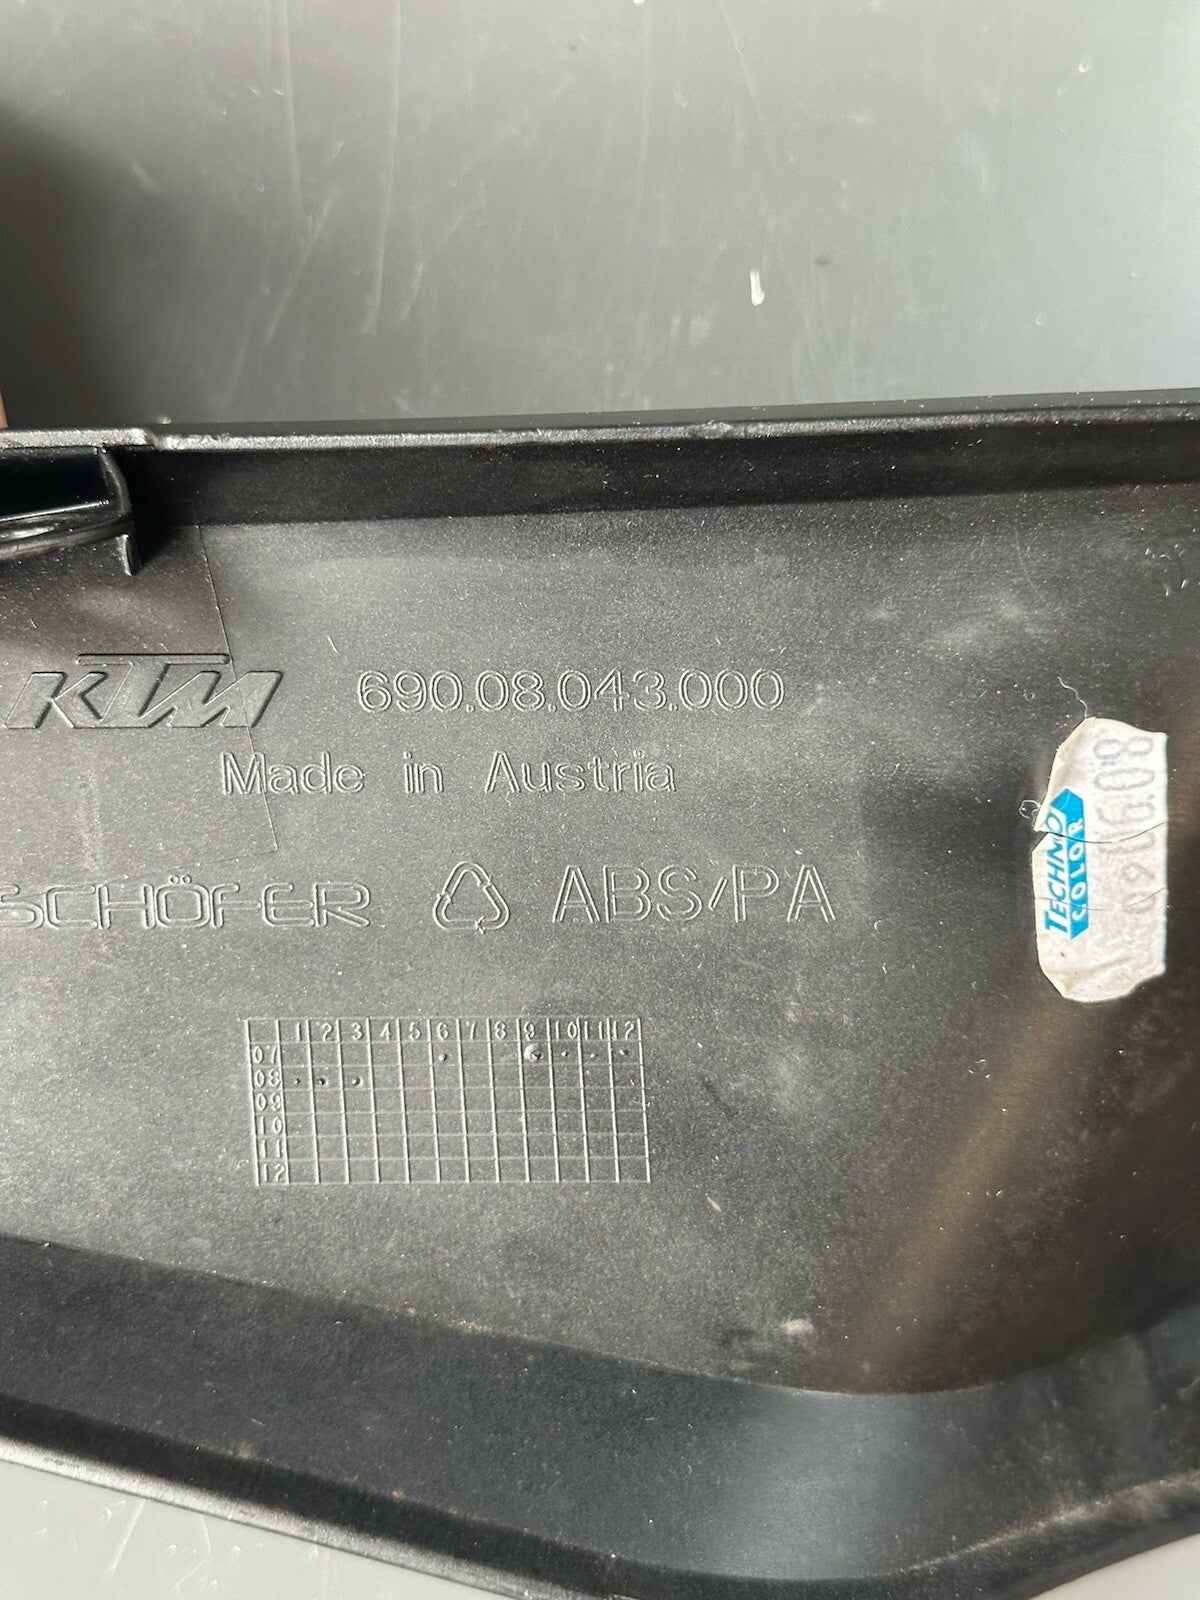 KTM 690.08.043.000
Made in Austria
SCHÖFER ABS/PA
TECHNO
COLOR
1 2 3 4 5 6 7 8 9 10 11 12
07
08
09
10
11
12